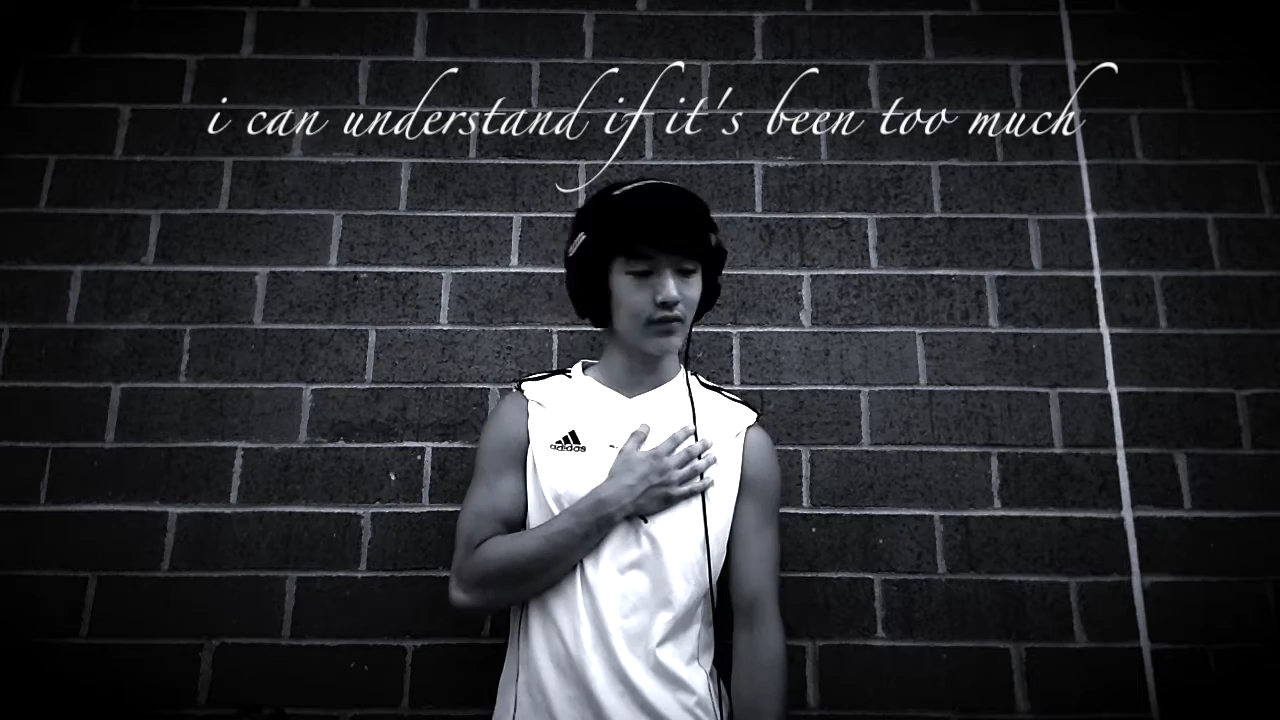 i can understand if it's been too much
adidas